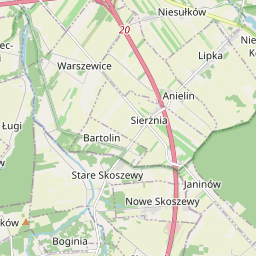 Niesułków
20
Lipka
Warszewice
Anielin
Sierżnia
Ługi
Bartolin
Stare Skoszewy
Janinów
Nowe Skoszewy
Boginia